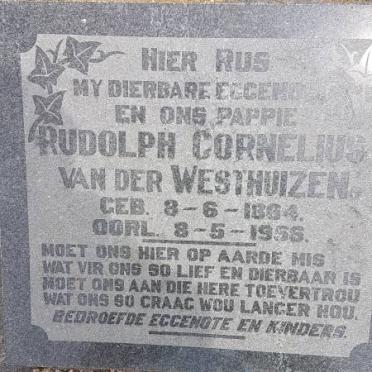 HIER RUS
MY DIERBARE EGGENOOT
EN ONS PAPPIE
RUDOLPH CORNELIUS
VAN DER WESTHUIZEN.
GEB. 8-6-1884.
OORL. 8-5-1956.
MOET ONS HIER OP AARDE MIS
WAT VIR ONS SO LIEF EN DIERBAAR IS
MOET ONS AAN DIE HERE TOEVERTROU
WAT ONS SO GRAAG WOU LANGER HOU.
BEDROEFDE EGGENOTE EN KINDERS.